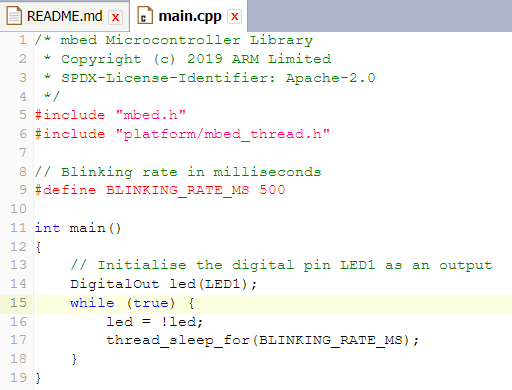 README.md main.cpp
1 /* mbed Microcontroller Library
2  * Copyright (c) 2019 ARM Limited
3  * SPDX-License-Identifier: Apache-2.0
4  */
5 #include "mbed.h"
6 #include "platform/mbed_thread.h"
7
8 // Blinking rate in milliseconds
9 #define BLINKING_RATE_MS 500
10
11 int main()
12 {
13     // Initialise the digital pin LED1 as an output
14     DigitalOut led(LED1);
15     while (true) {
16         led = !led;
17         thread_sleep_for(BLINKING_RATE_MS);
18     }
19 }